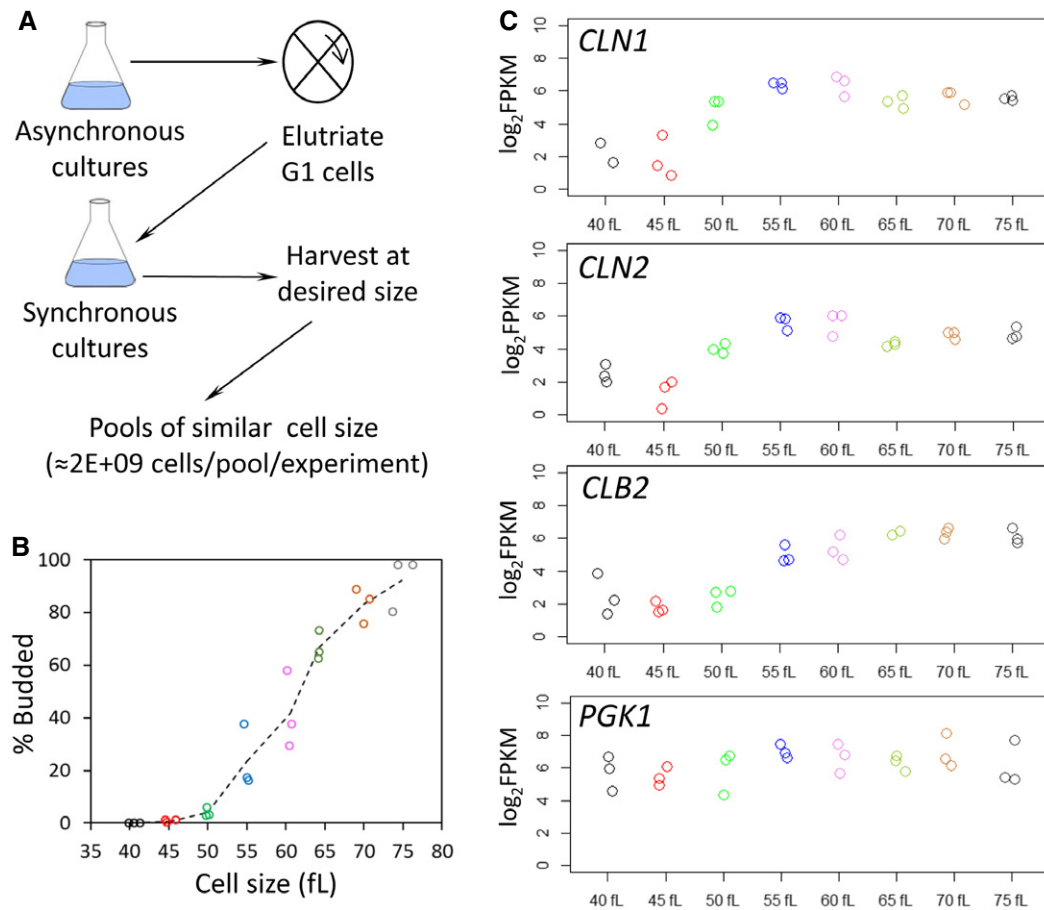 A
Asynchronous
cultures
Elutriate
G1 cells
Synchronous
cultures
Harvest at
desired size
Pools of similar cell size
(≈2E+09 cells/pool/experiment)
B
% Budded
100
80
60
40
20
0
35 40 45 50 55 60 65 70 75 80
Cell size (fL)
C
CLN1
log₂FPKM
10
8
6
4
2
0
40 fL 45 fL 50 fL 55 fL 60 fL 65 fL 70 fL 75 fL
CLN2
log₂FPKM
10
8
6
4
2
0
40 fL 45 fL 50 fL 55 fL 60 fL 65 fL 70 fL 75 fL
CLB2
log₂FPKM
10
8
6
4
2
0
40 fL 45 fL 50 fL 55 fL 60 fL 65 fL 70 fL 75 fL
PGK1
log₂FPKM
10
8
6
4
2
0
40 fL 45 fL 50 fL 55 fL 60 fL 65 fL 70 fL 75 fL